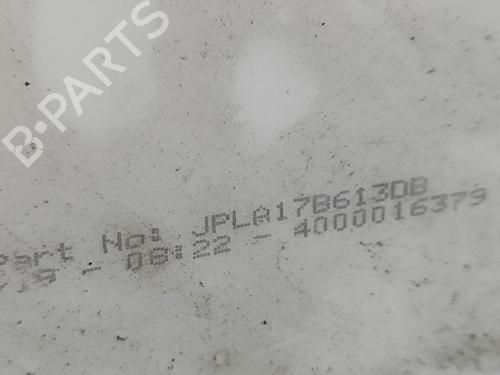 B-PARTS
Part No: JPLA17B613DB
- 08:22 - 4000016379